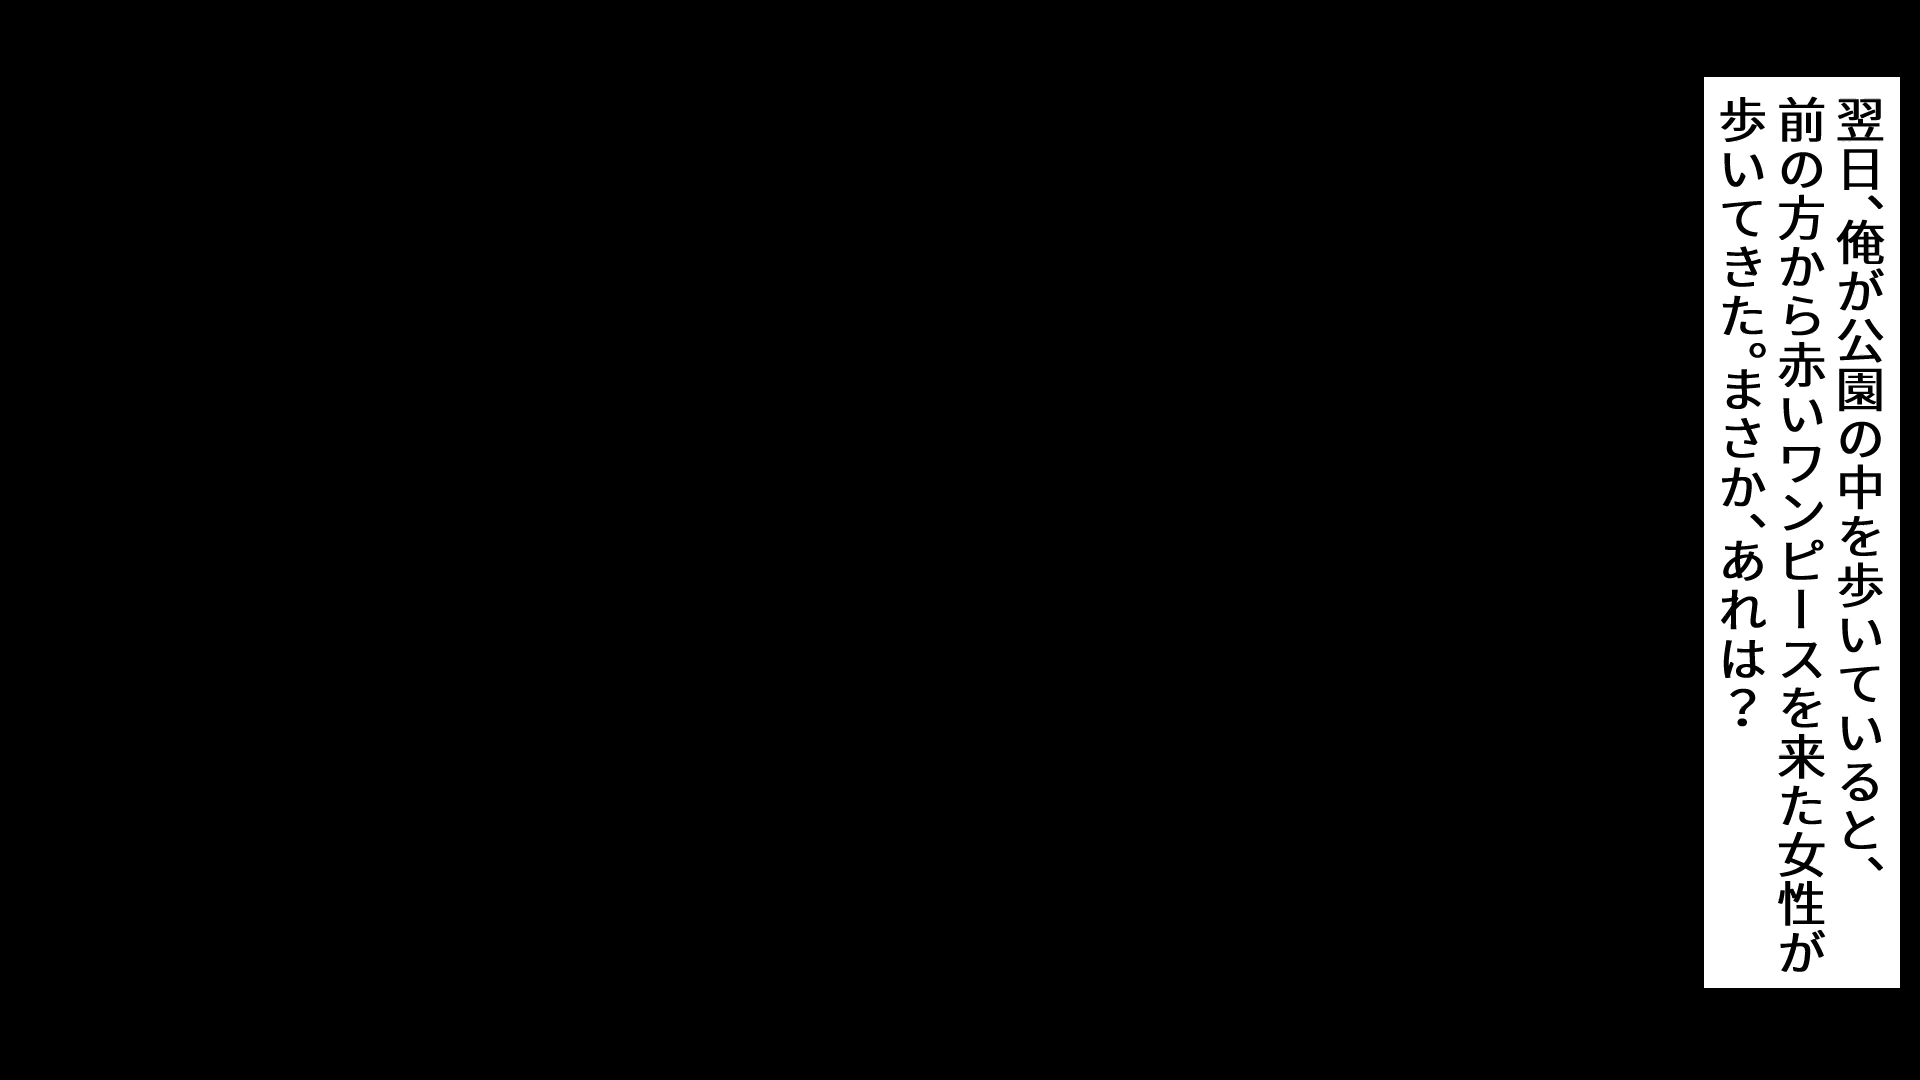 翌日、俺が公園の中を歩いていると、
前の方から赤いワンピースを来た女性が
歩いてきた。まさか、あれは？